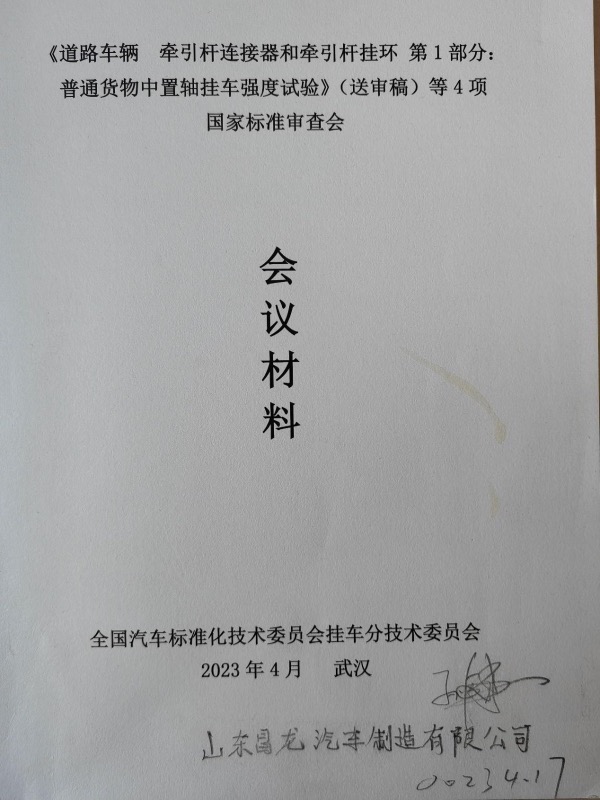 《道路车辆　牵引杆连接器和牵引杆挂环 第1部分：
普通货物中置轴挂车强度试验》（送审稿）等4项
国家标准审查会
会
议
材
料
全国汽车标准化技术委员会挂车分技术委员会
2023年4月　武汉
山东昌龙汽车制造有限公司
2023 4.17